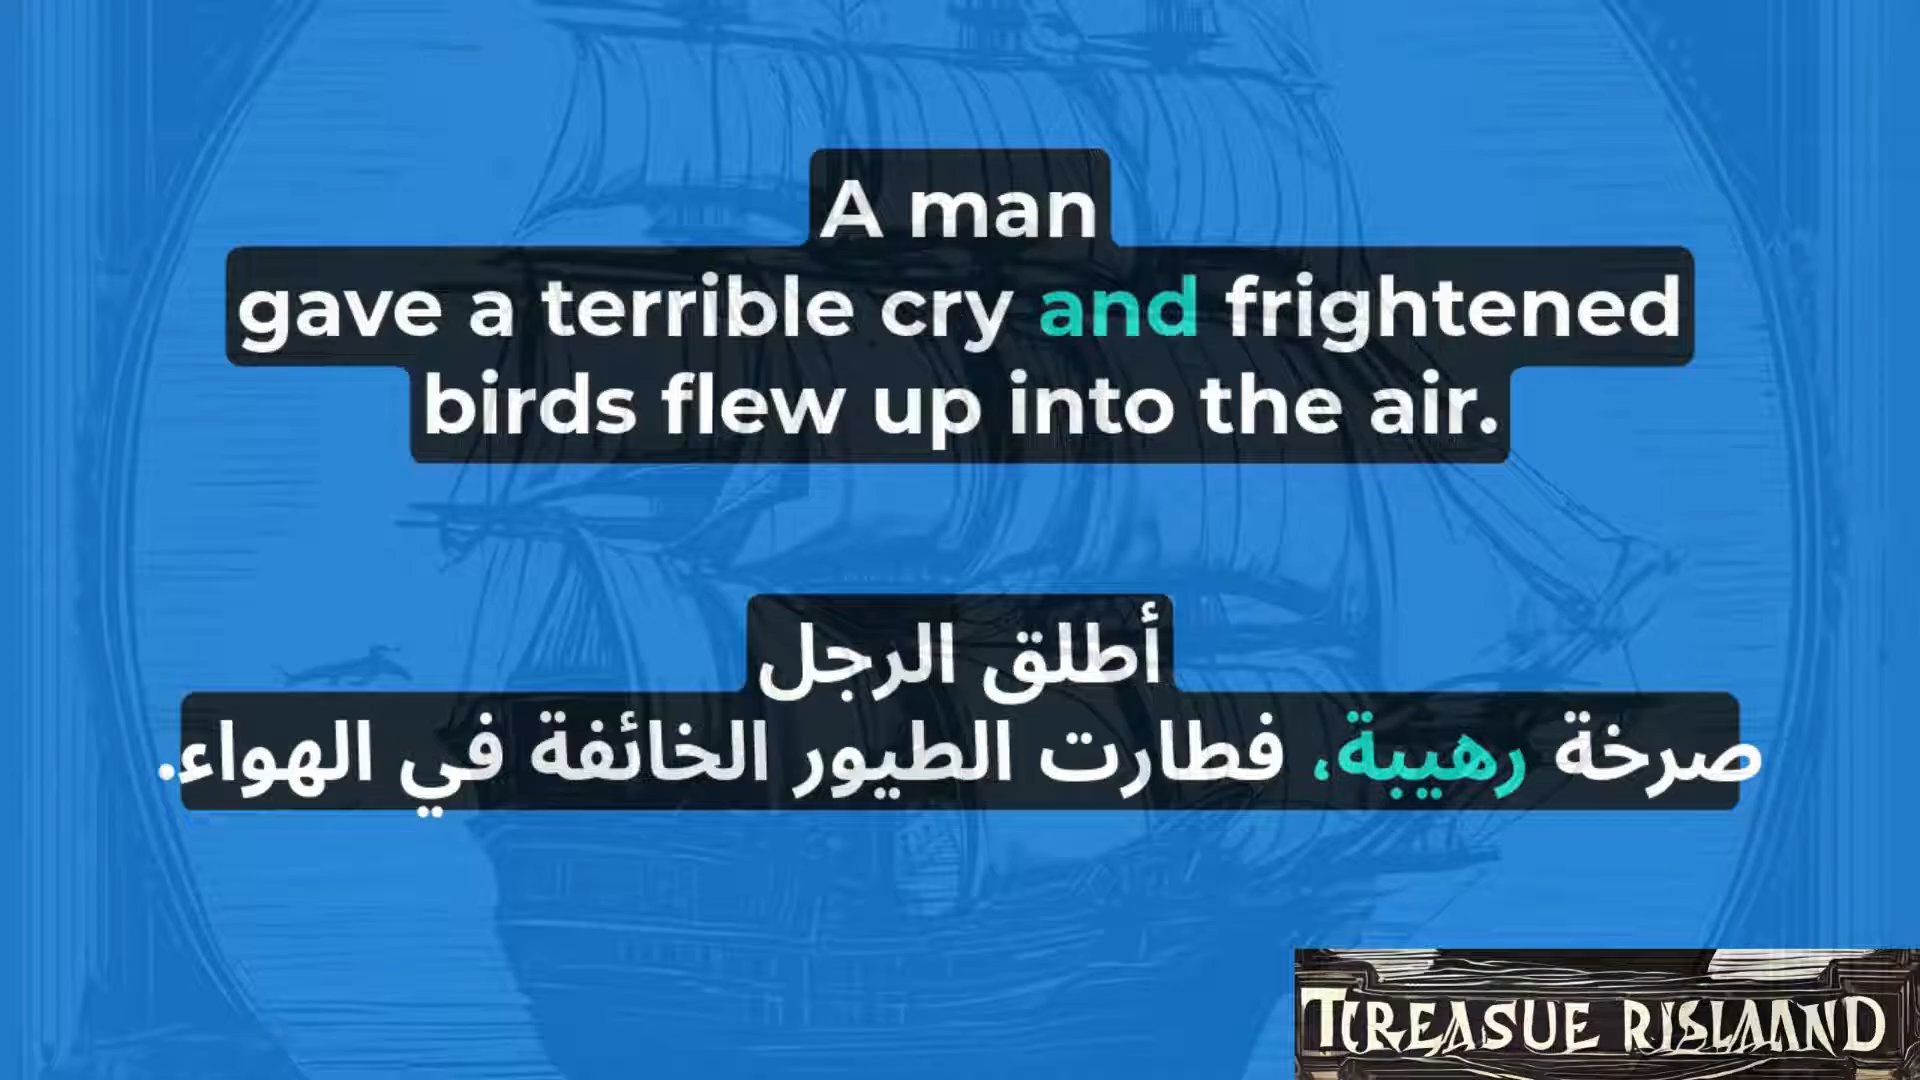 A man
gave a terrible cry and frightened
birds flew up into the air.
أطلق الرجل
صرخة رهيبة، فطارت الطيور الخائفة في الهواء.
TCREASUE RISLAAND